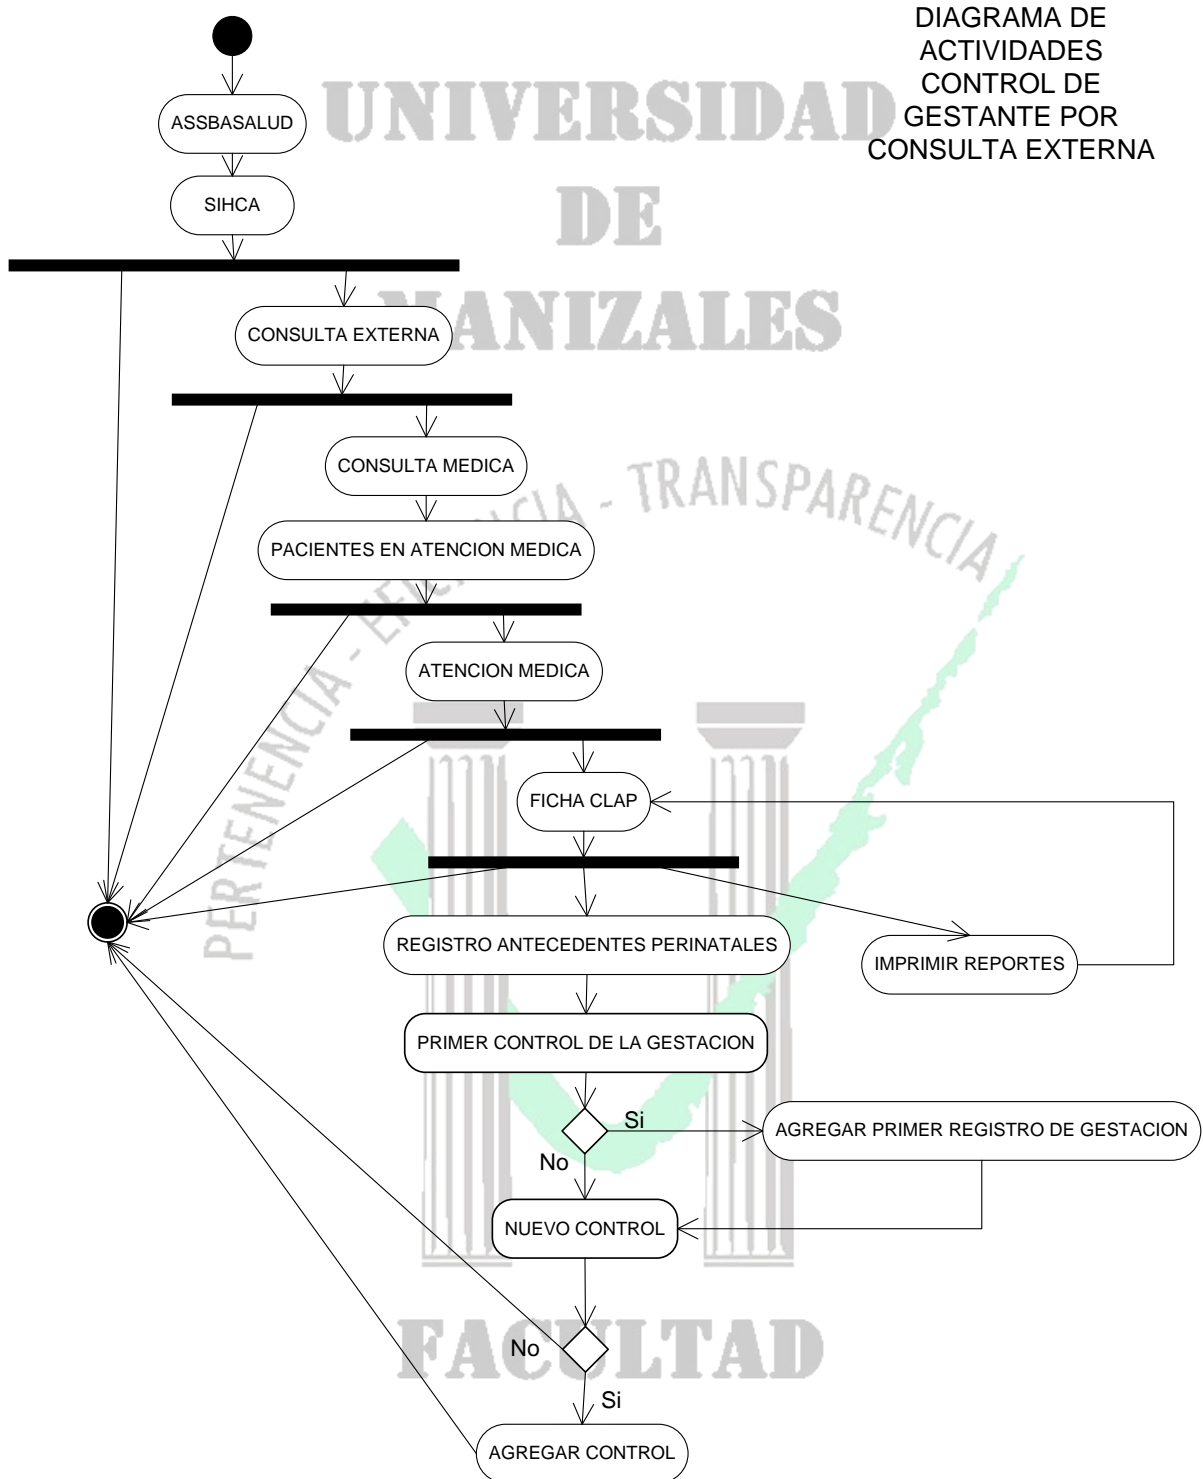 DIAGRAMA DE
ACTIVIDADES
CONTROL DE
GESTANTE POR
CONSULTA EXTERNA
UNIVERSIDAD
DE
MANIZALES
ASSBASALUD
SIHCA
CONSULTA EXTERNA
CONSULTA MEDICA
PERTENENCIA - EFICIENCIA - TRANSPARENCIA
PACIENTES EN ATENCION MEDICA
ATENCION MEDICA
FICHA CLAP
REGISTRO ANTECEDENTES PERINATALES
IMPRIMIR REPORTES
PRIMER CONTROL DE LA GESTACION
Si
AGREGAR PRIMER REGISTRO DE GESTACION
No
NUEVO CONTROL
No
FACULTAD
Si
AGREGAR CONTROL